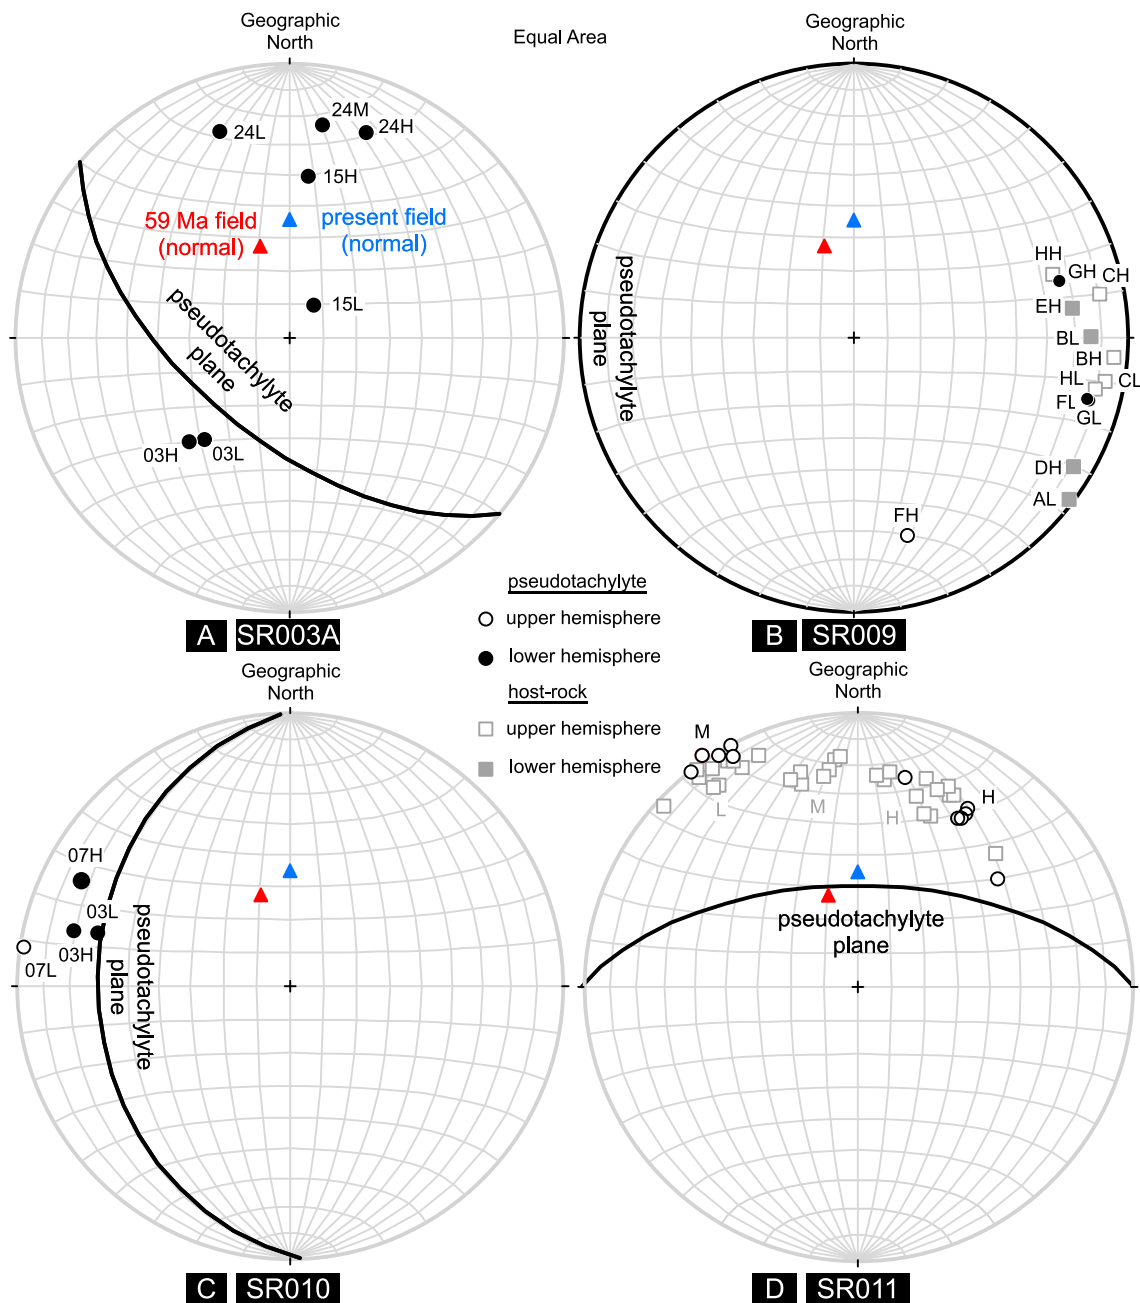 Geographic
North
Equal Area
Geographic
North
24L
24M
24H
15H
59 Ma field
(normal)
present field
(normal)
15L
pseudotachylyte
plane
03H
03L
A SR003A
pseudotachylyte
plane
HH
GH
CH
EH
BL
BH
HL
CL
FL
GL
DH
AL
FH
B SR009
pseudotachylyte
upper hemisphere
lower hemisphere
host-rock
upper hemisphere
lower hemisphere
Geographic
North
07H
03L
03H
07L
pseudotachylyte
plane
C SR010
Geographic
North
M
L
M
H
H
pseudotachylyte
plane
D SR011